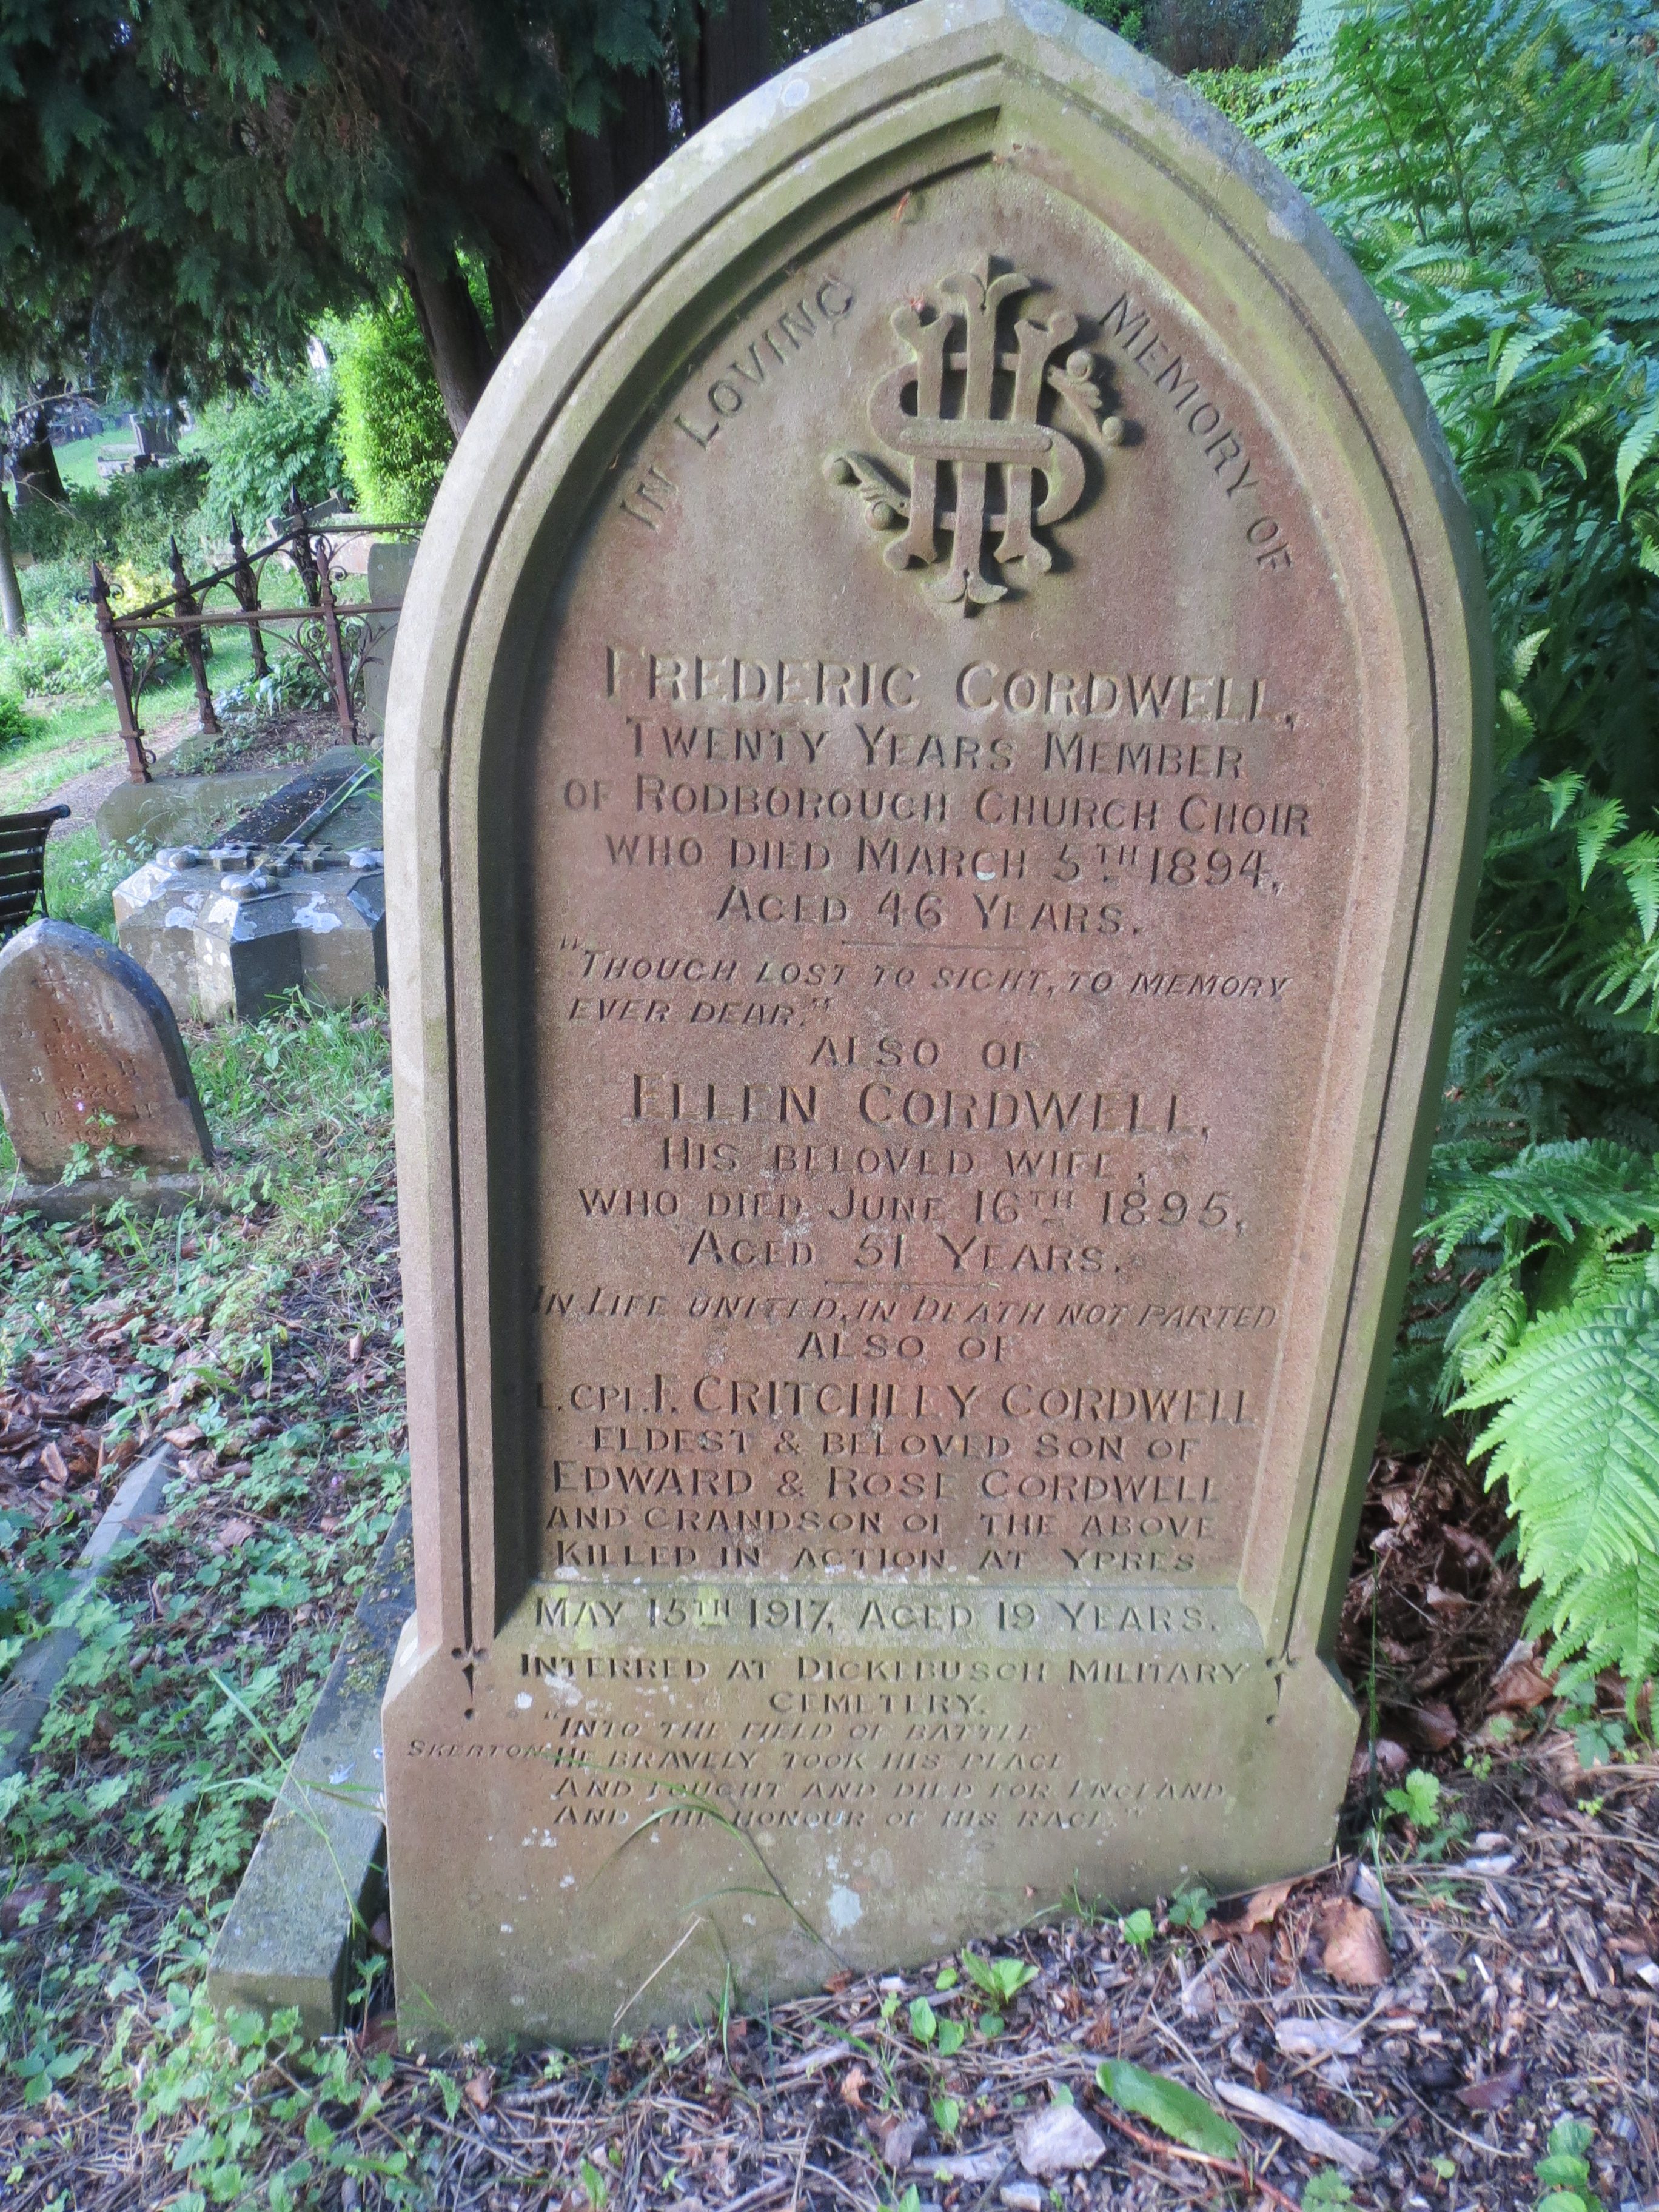 IN LOVING MEMORY OF
IHS
FREDERIC CORDWELL,
TWENTY YEARS MEMBER
OF RODBOROUGH CHURCH CHOIR
WHO DIED MARCH 5TH 1894,
AGED 46 YEARS.
"THOUGH LOST TO SIGHT, TO MEMORY
EVER DEAR."
ALSO OF
ELLEN CORDWELL,
HIS BELOVED WIFE,
WHO DIED JUNE 16TH 1895,
AGED 51 YEARS.
IN LIFE UNITED, IN DEATH NOT PARTED
ALSO OF
L.CPL. F. CRITCHLEY CORDWELL
ELDEST & BELOVED SON OF
EDWARD & ROSE CORDWELL
AND GRANDSON OF THE ABOVE
KILLED IN ACTION AT YPRES
MAY 15TH 1917, AGED 19 YEARS.
INTERRED AT DICKEBUSCH MILITARY
CEMETERY.
"INTO THE FIELD OF BATTLE
HE BRAVELY TOOK HIS PLACE
AND FOUGHT AND DIED FOR ENGLAND
AND THE HONOUR OF HIS RACE."
SKERTON